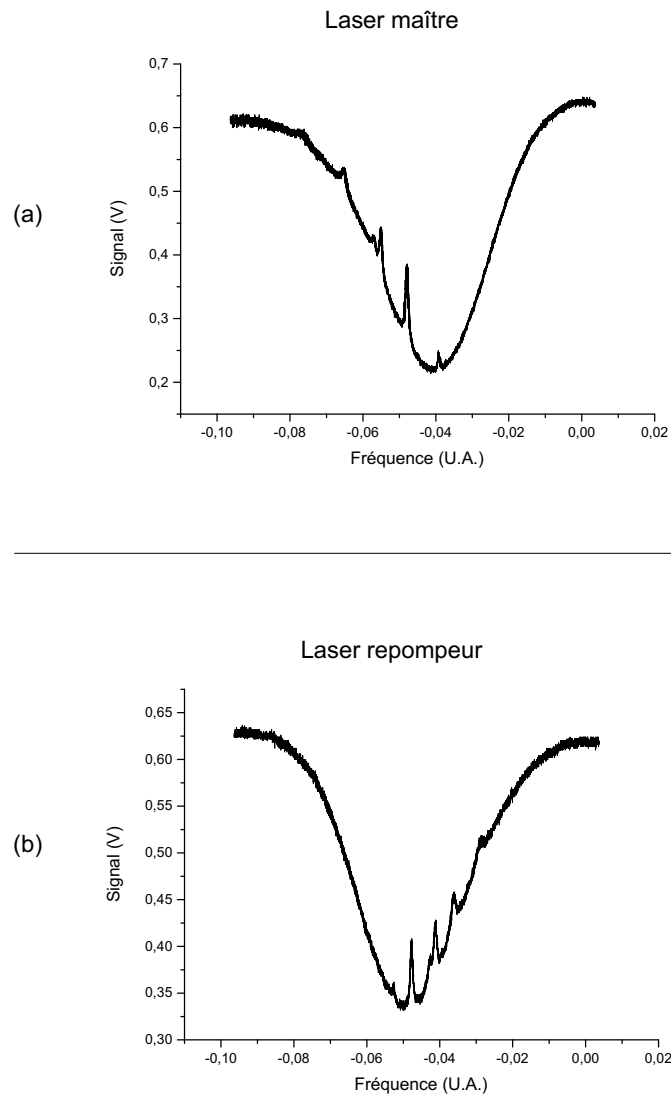 Laser maître
(a)
Signal (V)
0,7
0,6
0,5
0,4
0,3
0,2
-0,10 -0,08 -0,06 -0,04 -0,02 0,00 0,02
Fréquence (U.A.)
Laser repompeur
(b)
Signal (V)
0,65
0,60
0,55
0,50
0,45
0,40
0,35
0,30
-0,10 -0,08 -0,06 -0,04 -0,02 0,00 0,02
Fréquence (U.A.)